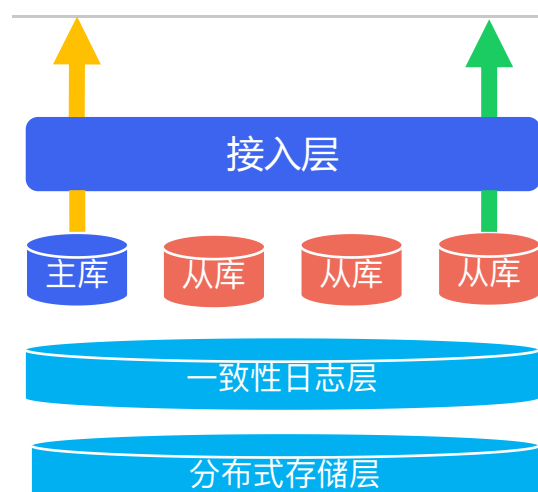 接入层
主库
从库
从库
从库
一致性日志层
分布式存储层